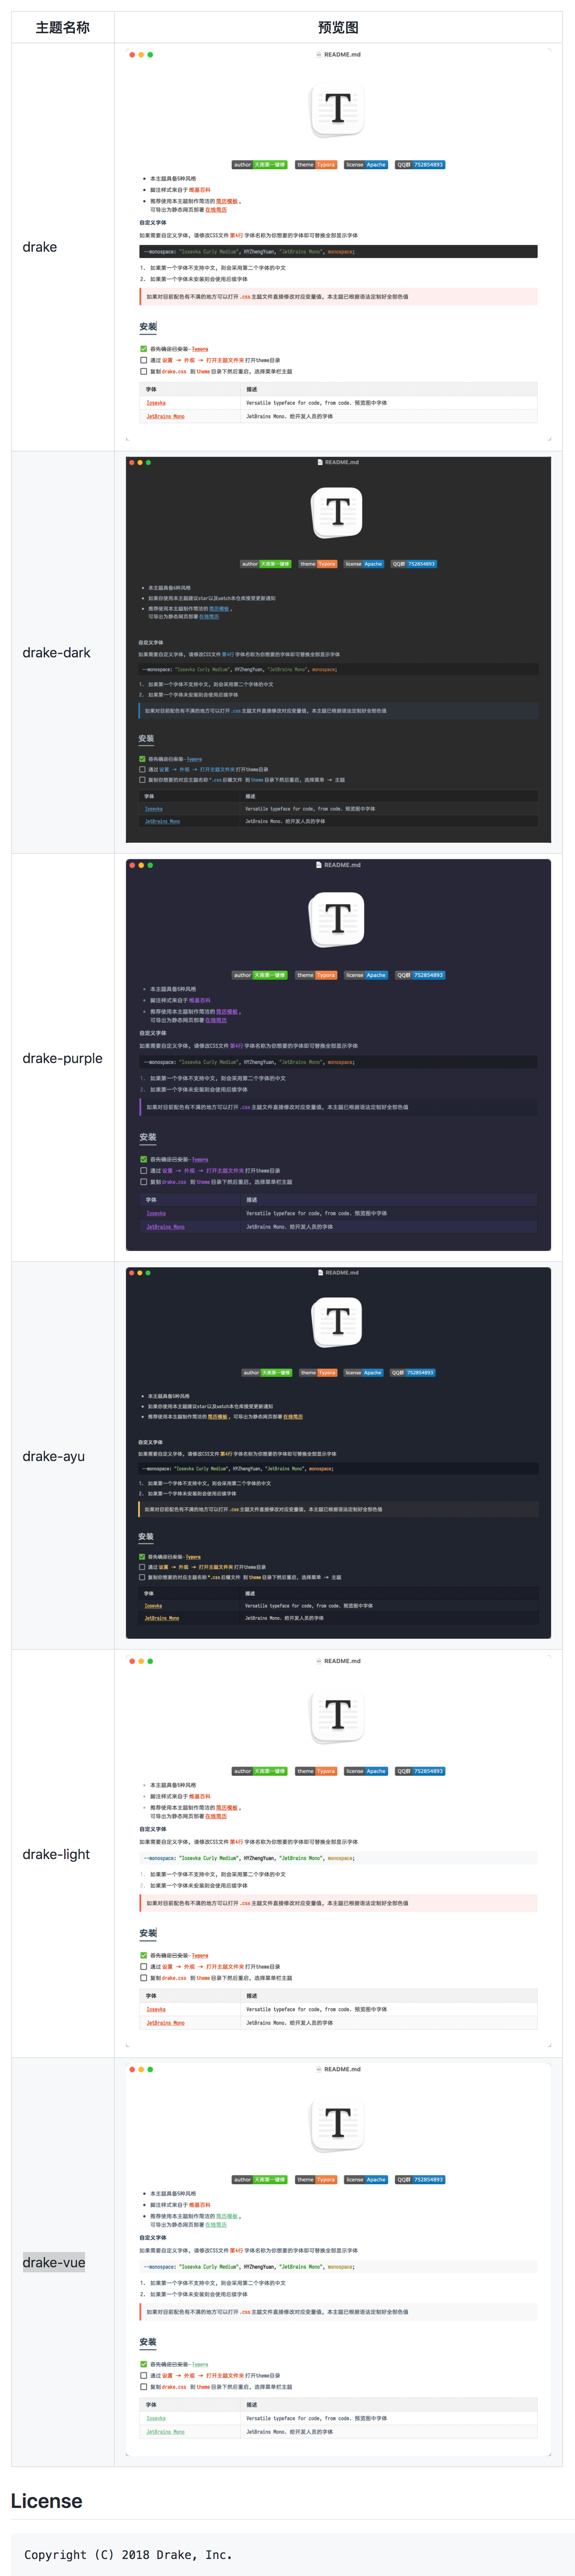 主题名称 预览图
drake
README.md
T
author 天南第一键修 theme Typora license Apache QQ群 752854893
本主题具备5种风格
脚注样式来自于 维基百科
推荐使用本主题制作简洁的 简历模板 。
可导出为静态网页部署 在线简历
自定义字体
如果需要自定义字体, 请修改CSS文件 第4行 字体名称为你想要的字体即可替换全部显示字体
--monospace: "Iosevka Curly Medium", HYZhengYuan, "JetBrains Mono", monospace;
1. 如果第一个字体不支持中文, 则会采用第二个字体的中文
2. 如果第一个字体未安装则会使用后续字体
如果对目前配色有不满的地方可以打开 .css 主题文件直接修改对应变量值, 本主题已根据语法定制好全部色值
安装
首先确定已安装 Typora
通过 设置 → 外观 → 打开主题文件夹 打开theme目录
复制 drake.css 到 theme 目录下然后重启, 选择菜单栏主题
字体 描述
Iosevka Versatile typeface for code, from code. 预览图中字体
JetBrains Mono JetBrains Mono. 给开发人员的字体
drake-dark
README.md
T
author 天南第一键修 theme Typora license Apache QQ群 752854893
本主题具备6种风格
如果你使用本主题建议star以及watch本仓库接受更新通知
推荐使用本主题制作简洁的 简历模板 。
可导出为静态网页部署 在线简历
自定义字体
如果需要自定义字体, 请修改CSS文件 第4行 字体名称为你想要的字体即可替换全部显示字体
--monospace: "Iosevka Curly Medium", HYZhengYuan, "JetBrains Mono", monospace;
1. 如果第一个字体不支持中文, 则会采用第二个字体的中文
2. 如果第一个字体未安装则会使用后续字体
如果对目前配色有不满的地方可以打开 .css 主题文件直接修改对应变量值, 本主题已根据语法定制好全部色值
安装
首先确定已安装 Typora
通过 设置 → 外观 → 打开主题文件夹 打开theme目录
复制你想要的对应主题名称 *.css 后缀文件 到 theme 目录下然后重启, 选择菜单 → 主题
字体 描述
Iosevka Versatile typeface for code, from code. 预览图中字体
JetBrains Mono JetBrains Mono. 给开发人员的字体
drake-purple
README.md
T
author 天南第一键修 theme Typora license Apache QQ群 752854893
本主题具备5种风格
脚注样式来自于 维基百科
推荐使用本主题制作简洁的 简历模板 。
可导出为静态网页部署 在线简历
自定义字体
如果需要自定义字体, 请修改CSS文件 第4行 字体名称为你想要的字体即可替换全部显示字体
--monospace: "Iosevka Curly Medium", HYZhengYuan, "JetBrains Mono", monospace;
1. 如果第一个字体不支持中文, 则会采用第二个字体的中文
2. 如果第一个字体未安装则会使用后续字体
如果对目前配色有不满的地方可以打开 .css 主题文件直接修改对应变量值, 本主题已根据语法定制好全部色值
安装
首先确定已安装 Typora
通过 设置 → 外观 → 打开主题文件夹 打开theme目录
复制 drake.css 到 theme 目录下然后重启, 选择菜单栏主题
字体 描述
Iosevka Versatile typeface for code, from code. 预览图中字体
JetBrains Mono JetBrains Mono. 给开发人员的字体
drake-ayu
README.md
T
author 天南第一键修 theme Typora license Apache QQ群 752854893
本主题具备5种风格
如果你使用本主题建议star以及watch本仓库接受更新通知
推荐使用本主题制作简洁的 简历模板 , 可导出为静态网页部署 在线简历
自定义字体
如果需要自定义字体, 请修改CSS文件 第4行 字体名称为你想要的字体即可替换全部显示字体
--monospace: "Iosevka Curly Medium", HYZhengYuan, "JetBrains Mono", monospace;
1. 如果第一个字体不支持中文, 则会采用第二个字体的中文
2. 如果第一个字体未安装则会使用后续字体
如果对目前配色有不满的地方可以打开 .css 主题文件直接修改对应变量值, 本主题已根据语法定制好全部色值
安装
首先确定已安装 Typora
通过 设置 → 外观 → 打开主题文件夹 打开theme目录
复制你想要的对应主题名称 *.css 后缀文件 到 theme 目录下然后重启, 选择菜单 → 主题
字体 描述
Iosevka Versatile typeface for code, from code. 预览图中字体
JetBrains Mono JetBrains Mono. 给开发人员的字体
drake-light
README.md
T
author 天南第一键修 theme Typora license Apache QQ群 752854893
本主题具备5种风格
脚注样式来自于 维基百科
推荐使用本主题制作简洁的 简历模板 。
可导出为静态网页部署 在线简历
自定义字体
如果需要自定义字体, 请修改CSS文件 第4行 字体名称为你想要的字体即可替换全部显示字体
--monospace: "Iosevka Curly Medium", HYZhengYuan, "JetBrains Mono", monospace;
1. 如果第一个字体不支持中文, 则会采用第二个字体的中文
2. 如果第一个字体未安装则会使用后续字体
如果对目前配色有不满的地方可以打开 .css 主题文件直接修改对应变量值, 本主题已根据语法定制好全部色值
安装
首先确定已安装 Typora
通过 设置 → 外观 → 打开主题文件夹 打开theme目录
复制 drake.css 到 theme 目录下然后重启, 选择菜单栏主题
字体 描述
Iosevka Versatile typeface for code, from code. 预览图中字体
JetBrains Mono JetBrains Mono. 给开发人员的字体
drake-vue
README.md
T
author 天南第一键修 theme Typora license Apache QQ群 752854893
本主题具备5种风格
脚注样式来自于 维基百科
推荐使用本主题制作简洁的 简历模板 。
可导出为静态网页部署 在线简历
自定义字体
如果需要自定义字体, 请修改CSS文件 第4行 字体名称为你想要的字体即可替换全部显示字体
--monospace: "Iosevka Curly Medium", HYZhengYuan, "JetBrains Mono", monospace;
1. 如果第一个字体不支持中文, 则会采用第二个字体的中文
2. 如果第一个字体未安装则会使用后续字体
如果对目前配色有不满的地方可以打开 .css 主题文件直接修改对应变量值, 本主题已根据语法定制好全部色值
安装
首先确定已安装 Typora
通过 设置 → 外观 → 打开主题文件夹 打开theme目录
复制 drake.css 到 theme 目录下然后重启, 选择菜单栏主题
字体 描述
Iosevka Versatile typeface for code, from code. 预览图中字体
JetBrains Mono JetBrains Mono. 给开发人员的字体
License
Copyright (C) 2018 Drake, Inc.